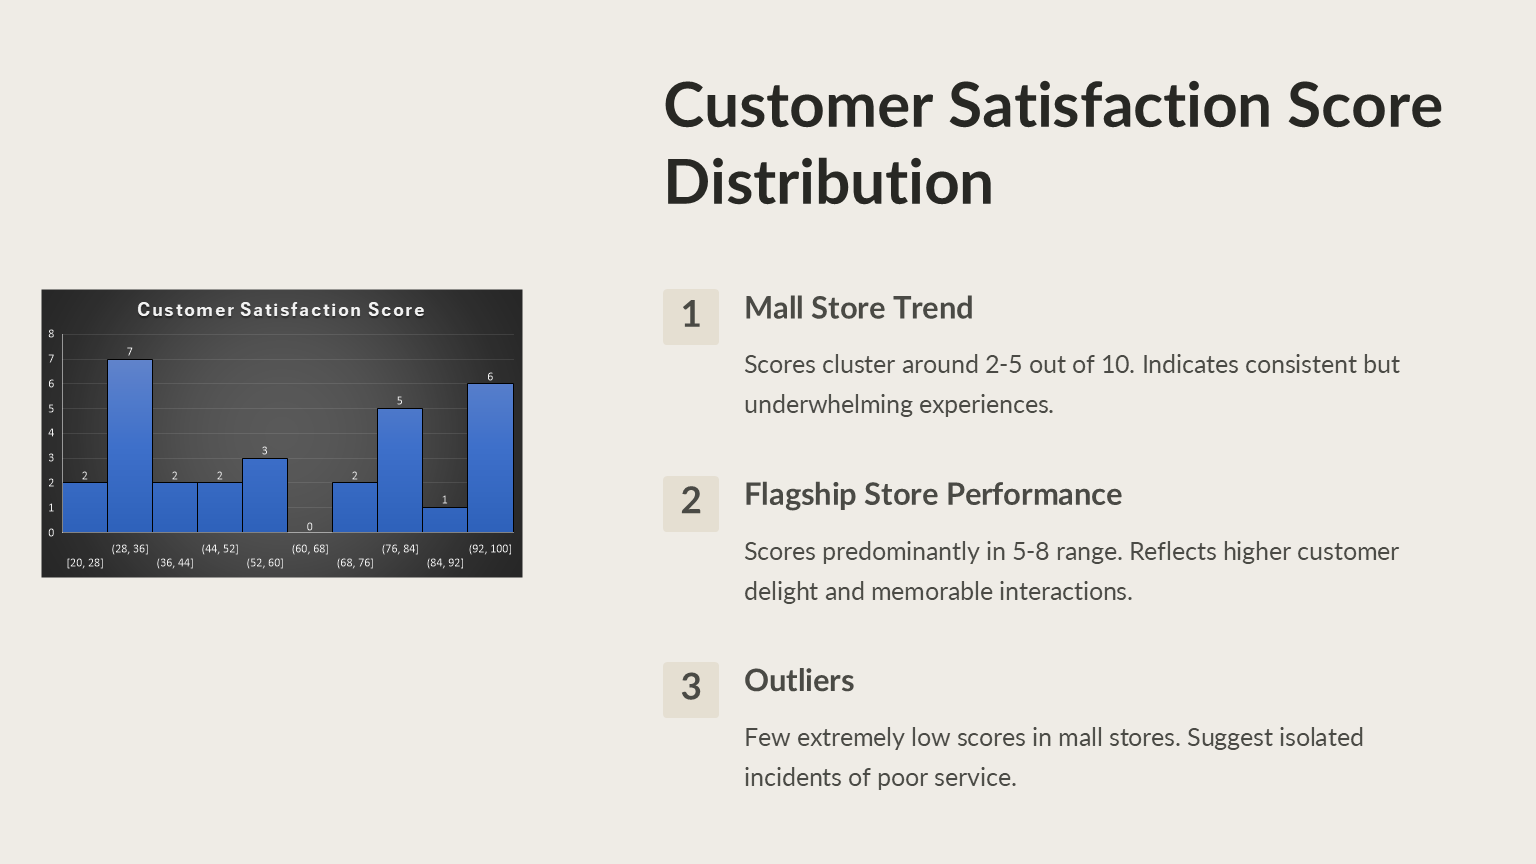 Customer Satisfaction Score
Distribution
Customer Satisfaction Score
8
7
6
5
4
3
2
1
0
2
7
2
2
3
0
2
5
1
6
(28, 36]
(44, 52]
(60, 68]
(76, 84]
(92, 100]
[20, 28]
(36, 44]
(52, 60]
(68, 76]
(84, 92]
1
Mall Store Trend
Scores cluster around 2-5 out of 10. Indicates consistent but
underwhelming experiences.
2
Flagship Store Performance
Scores predominantly in 5-8 range. Reflects higher customer
delight and memorable interactions.
3
Outliers
Few extremely low scores in mall stores. Suggest isolated
incidents of poor service.